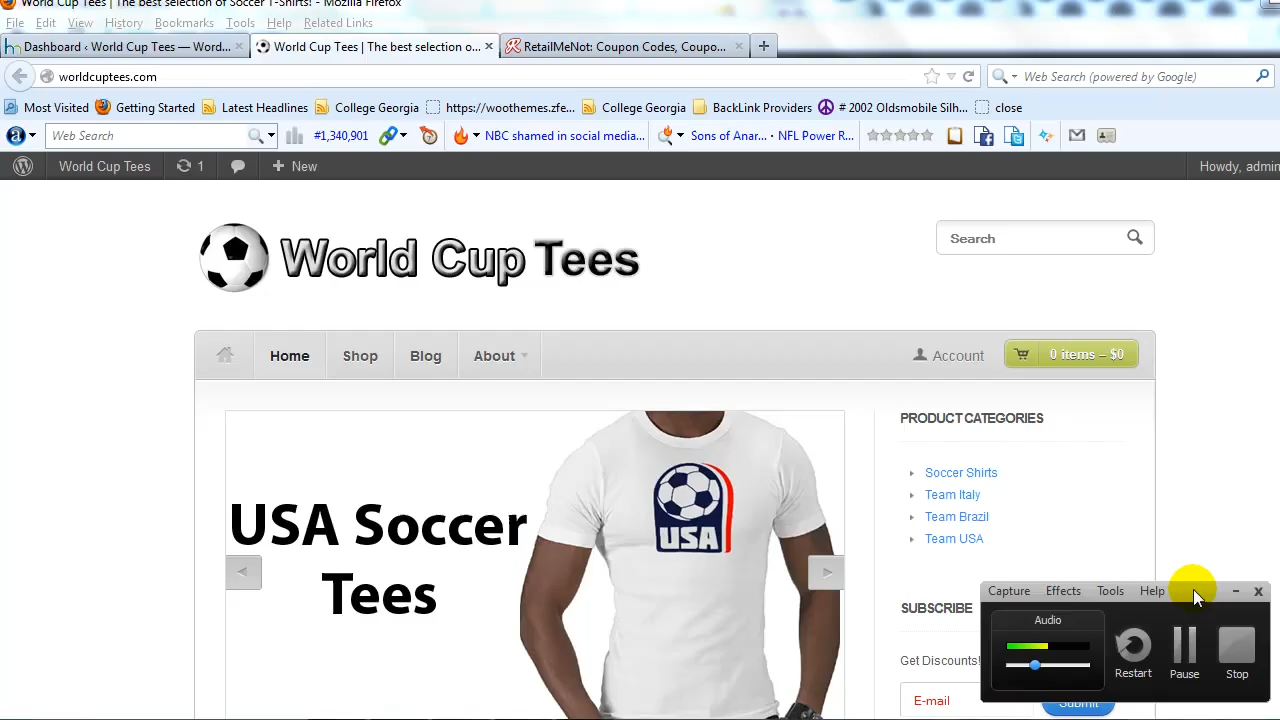 World Cup Tees | The best selection of Soccer T-Shirts! - Mozilla Firefox
File Edit View History Bookmarks Tools Help Related Links
Dashboard ‹ World Cup Tees — Word...
World Cup Tees | The best selection o...
RetailMeNot: Coupon Codes, Coupo...
worldcuptees.com
Web Search (powered by Google)
Most Visited Getting Started Latest Headlines College Georgia https://woothemes.zfe... College Georgia BackLink Providers # 2002 Oldsmobile Silh... close
a Web Search #1,340,901 NBC shamed in social media... Sons of Anar... • NFL Power R...
World Cup Tees 1 New Howdy, admin
World Cup Tees
Search
Home Shop Blog About Account 0 items – $0
PRODUCT CATEGORIES
Soccer Shirts
Team Italy
Team Brazil
Team USA
USA Soccer
Tees
USA
SUBSCRIBE
Get Discounts!
E-mail
Submit
Capture Effects Tools Help – x
Audio
Restart Pause Stop